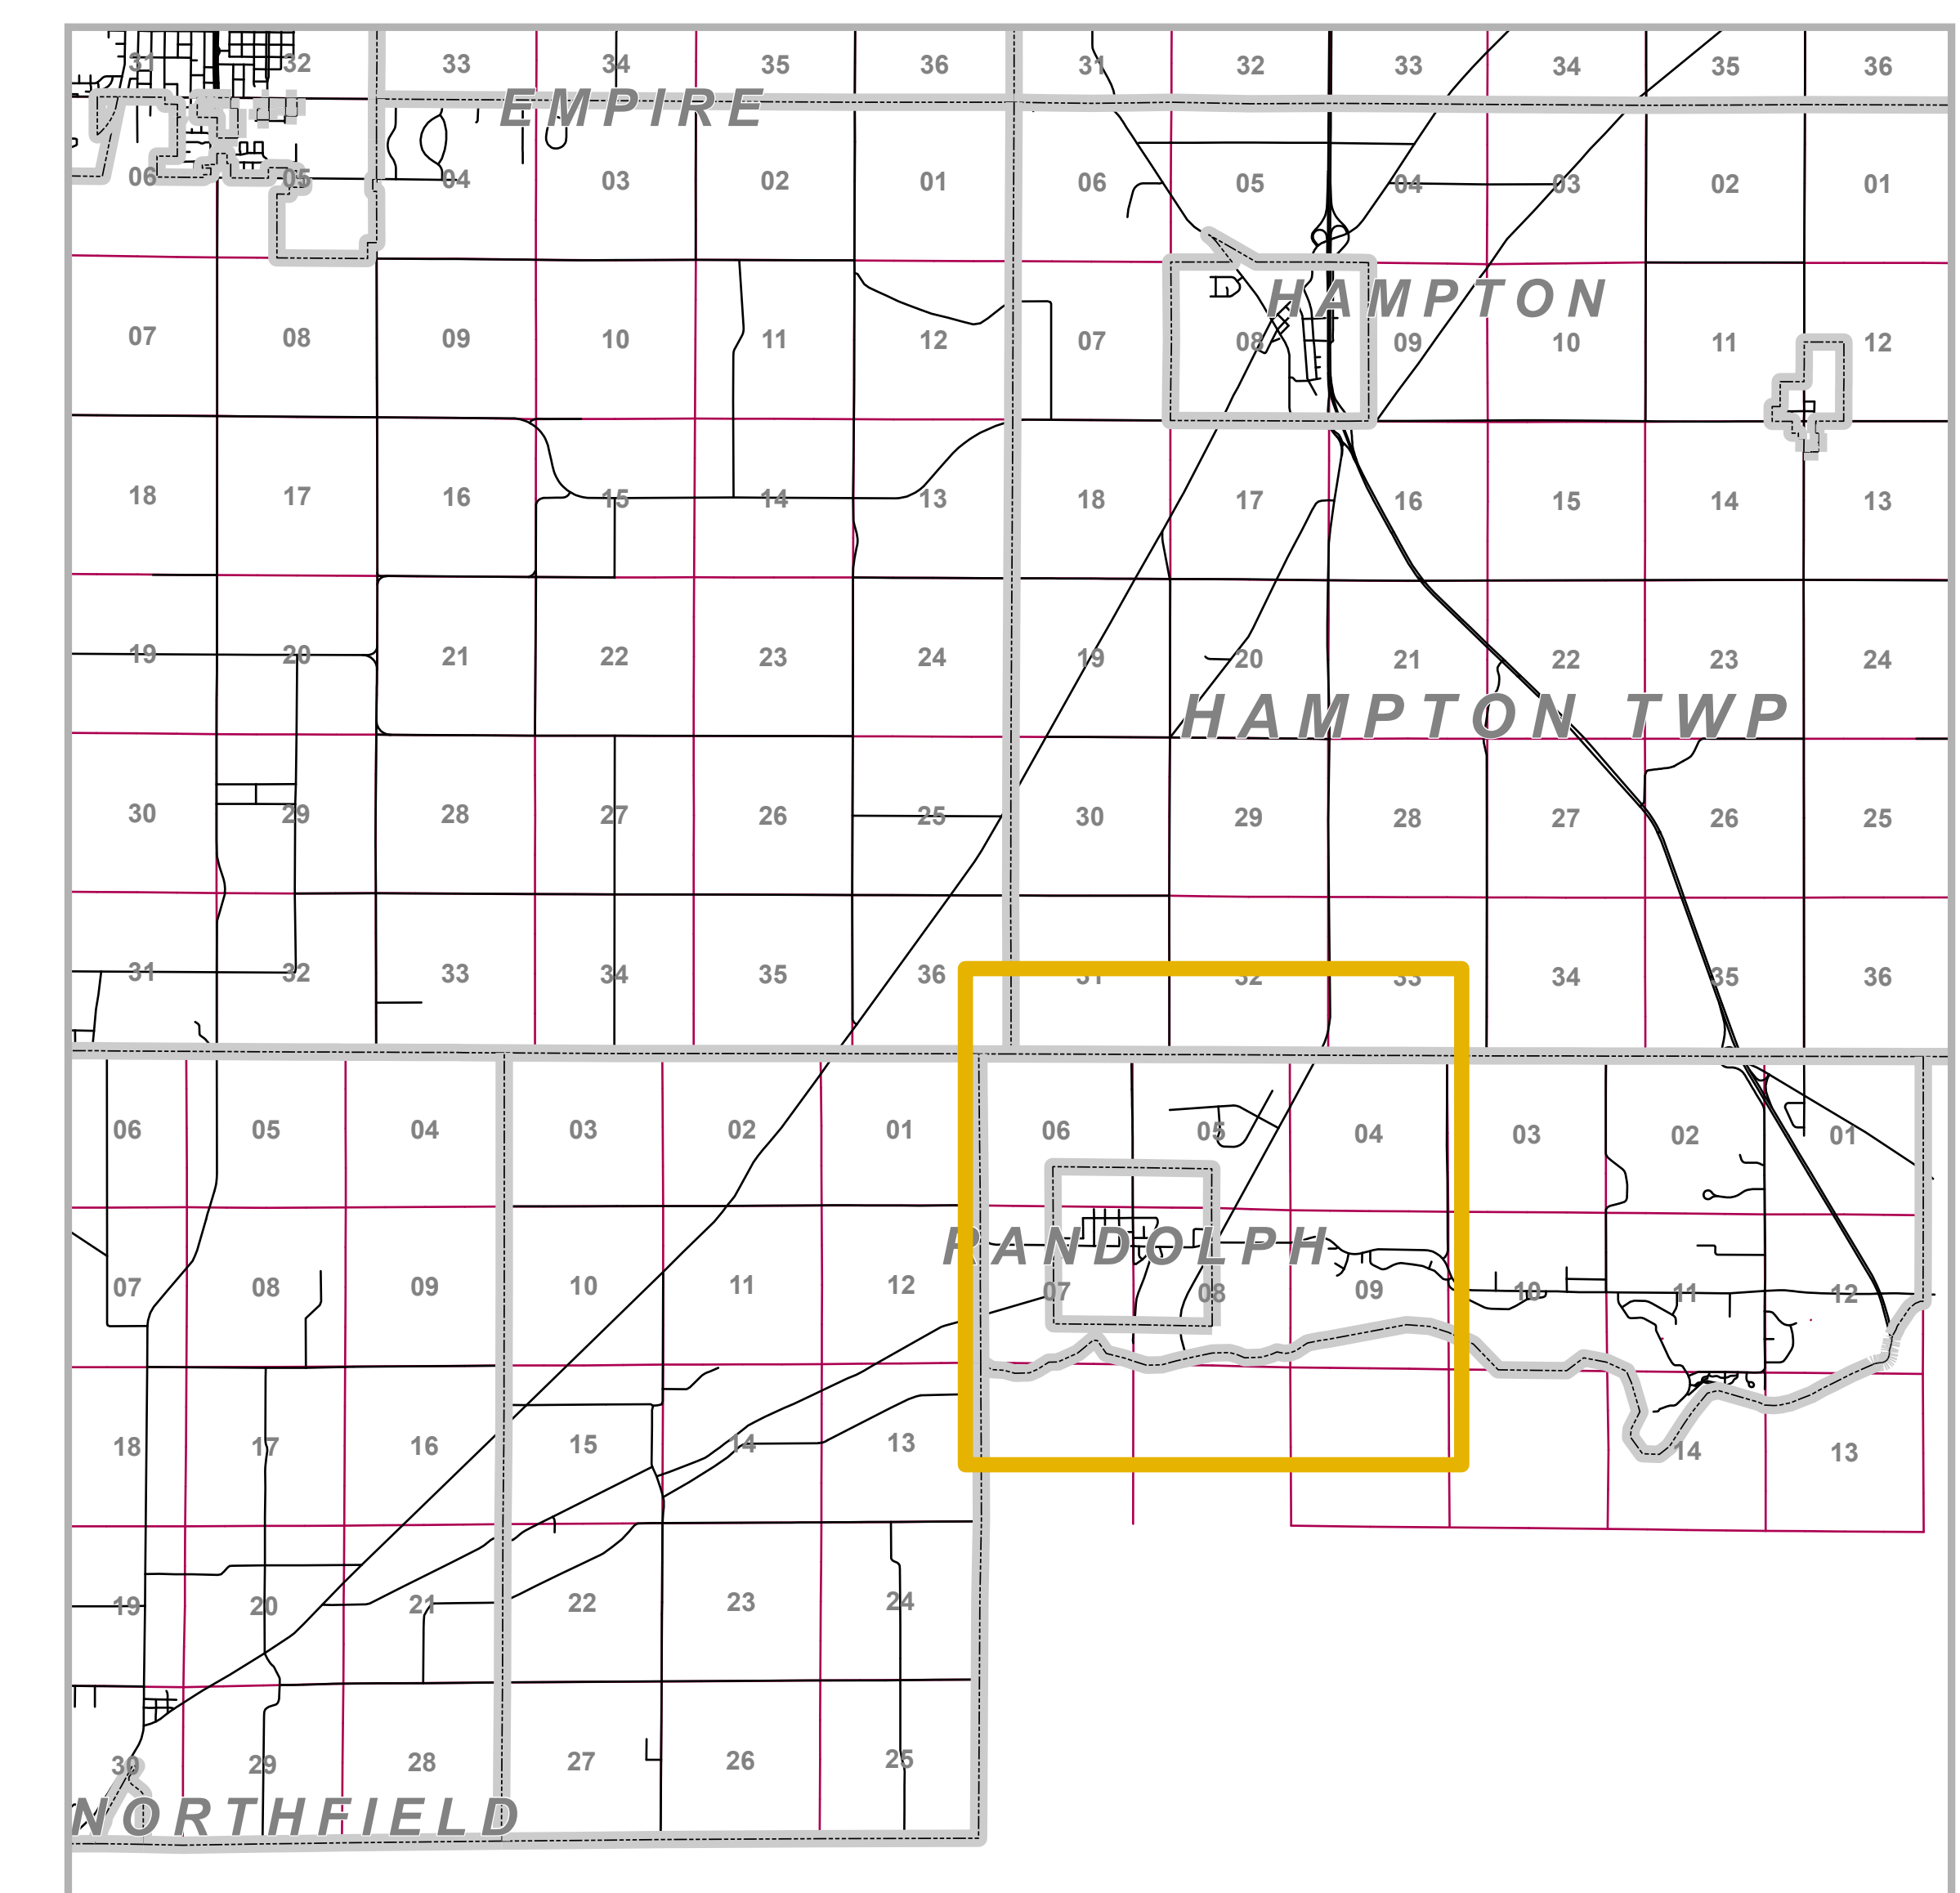 31 32 33 34 35 36 31 32 33 34 35 36
EMPIRE
06 05 04 03 02 01 06 05 04 03 02 01
HAMPTON
07 08 09 10 11 12 07 08 09 10 11 12
18 17 16 15 14 13 18 17 16 15 14 13
19 20 21 22 23 24 19 20 21 22 23 24
HAMPTON TWP
30 29 28 27 26 25 30 29 28 27 26 25
31 32 33 34 35 36 31 32 33 34 35 36
06 05 04 03 02 01 06 05 04 03 02 01
RANDOLPH
07 08 09 10 11 12 07 08 09 10 11 12
18 17 16 15 14 13 14 13
19 20 21 22 23 24
30 29 28 27 26 25
NORTHFIELD